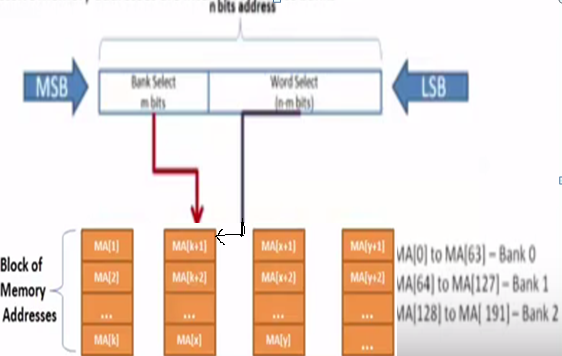 n bits address
MSB
Bank Select
m bits
Word Select
(n-m bits)
LSB
Block of
Memory
Addresses
MA[1]
MA[2]
...
MA[k]
MA[k+1]
MA[k+2]
...
MA[x]
MA[x+1]
MA[x+2]
...
MA[y]
MA[y+1]
MA[y+2]
...
...
MA[0] to MA[63] – Bank 0
MA[64] to MA[127] – Bank 1
MA[128] to MA[ 191] – Bank 2